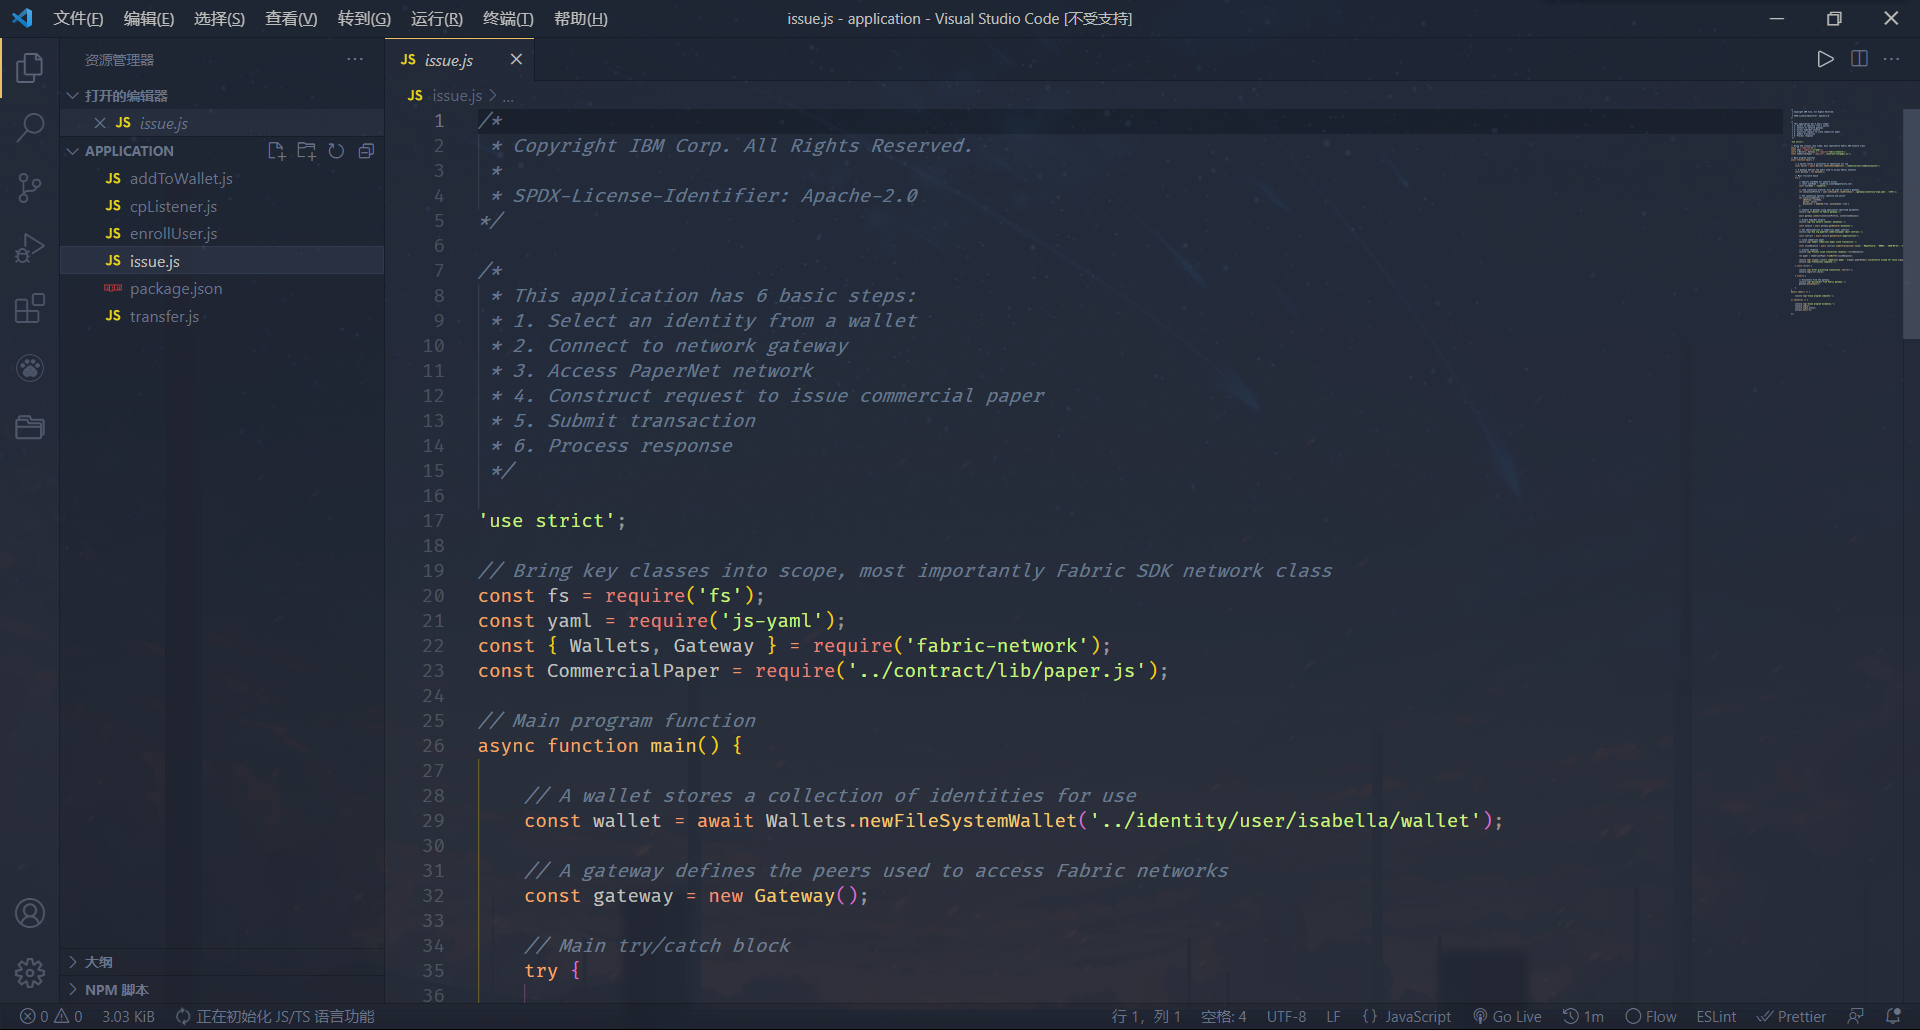 文件(F) 编辑(E) 选择(S) 查看(V) 转到(G) 运行(R) 终端(T) 帮助(H)
issue.js - application - Visual Studio Code [不受支持]
资源管理器
打开的编辑器
JS issue.js
APPLICATION
JS addToWallet.js
JS cpListener.js
JS enrollUser.js
JS issue.js
package.json
JS transfer.js
大纲
NPM 脚本
JS issue.js
JS issue.js > ...
1 /*
2  * Copyright IBM Corp. All Rights Reserved.
3  *
4  * SPDX-License-Identifier: Apache-2.0
5 */
6
7 /*
8  * This application has 6 basic steps:
9  * 1. Select an identity from a wallet
10  * 2. Connect to network gateway
11  * 3. Access PaperNet network
12  * 4. Construct request to issue commercial paper
13  * 5. Submit transaction
14  * 6. Process response
15  */
16
17 'use strict';
18
19 // Bring key classes into scope, most importantly Fabric SDK network class
20 const fs = require('fs');
21 const yaml = require('js-yaml');
22 const { Wallets, Gateway } = require('fabric-network');
23 const CommercialPaper = require('../contract/lib/paper.js');
24
25 // Main program function
26 async function main() {
27
28     // A wallet stores a collection of identities for use
29     const wallet = await Wallets.newFileSystemWallet('../identity/user/isabella/wallet');
30
31     // A gateway defines the peers used to access Fabric networks
32     const gateway = new Gateway();
33
34     // Main try/catch block
35     try {
36
0 0 3.03 KiB 正在初始化 JS/TS 语言功能 行 1，列 1 空格: 4 UTF-8 LF {} JavaScript Go Live 1m Flow ESLint Prettier